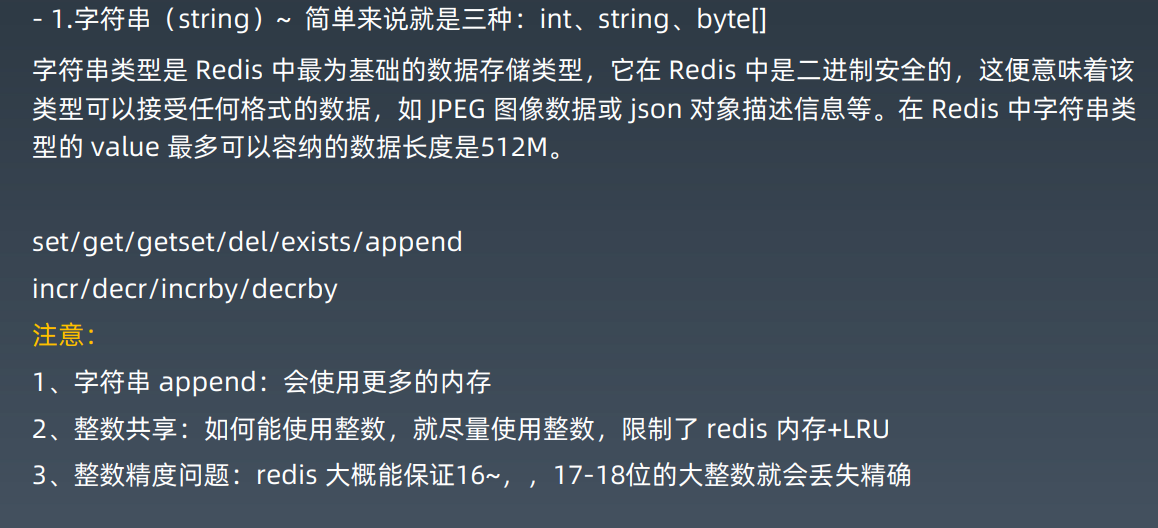 - 1.字符串（string）~ 简单来说就是三种：int、string、byte[]
字符串类型是 Redis 中最为基础的数据存储类型，它在 Redis 中是二进制安全的，这便意味着该
类型可以接受任何格式的数据，如 JPEG 图像数据或 json 对象描述信息等。在 Redis 中字符串类
型的 value 最多可以容纳的数据长度是512M。
set/get/getset/del/exists/append
incr/decr/incrby/decrby
注意：
1、字符串 append：会使用更多的内存
2、整数共享：如何能使用整数，就尽量使用整数，限制了 redis 内存+LRU
3、整数精度问题：redis 大概能保证16~，，17-18位的大整数就会丢失精确